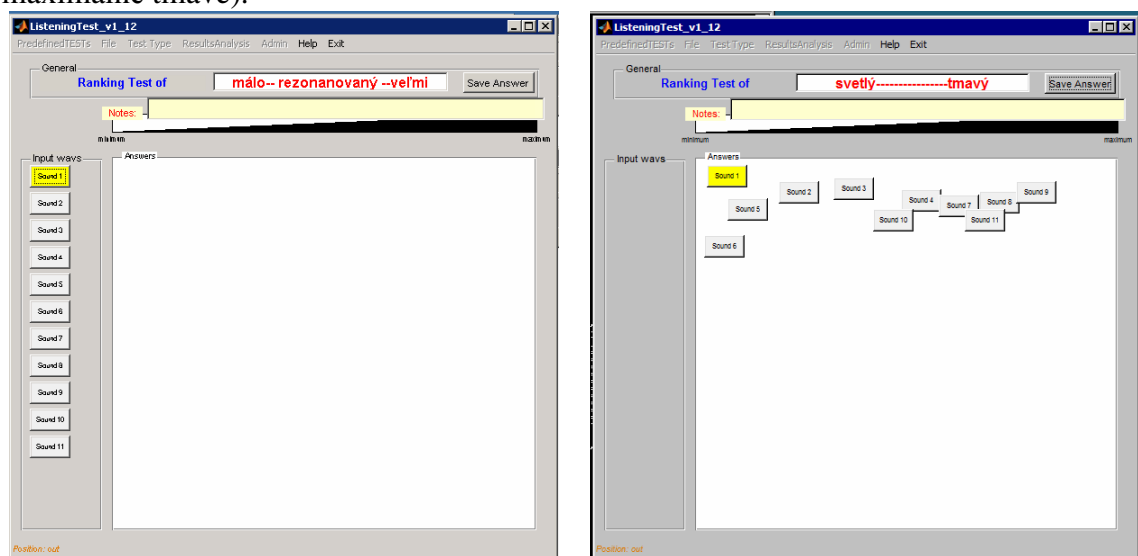 maximálne tmavé).
ListeningTest_v1_12
PredefinedTESTs File Test Type ResultsAnalysis Admin Help Exit
General
Ranking Test of málo-- rezonanovaný --veľmi Save Answer
Notes:
minimum maximum
Input wavs Answers
Sound 1
Sound 2
Sound 3
Sound 4
Sound 5
Sound 6
Sound 7
Sound 8
Sound 9
Sound 10
Sound 11
Position: out
ListeningTest_v1_12
PredefinedTESTs File Test Type ResultsAnalysis Admin Help Exit
General
Ranking Test of svetlý----------------tmavý Save Answer
Notes:
minimum maximum
Input wavs Answers
Sound 1
Sound 2 Sound 3 Sound 9
Sound 5 Sound 4 Sound 7 Sound 8
Sound 10 Sound 11
Sound 6
Position: out